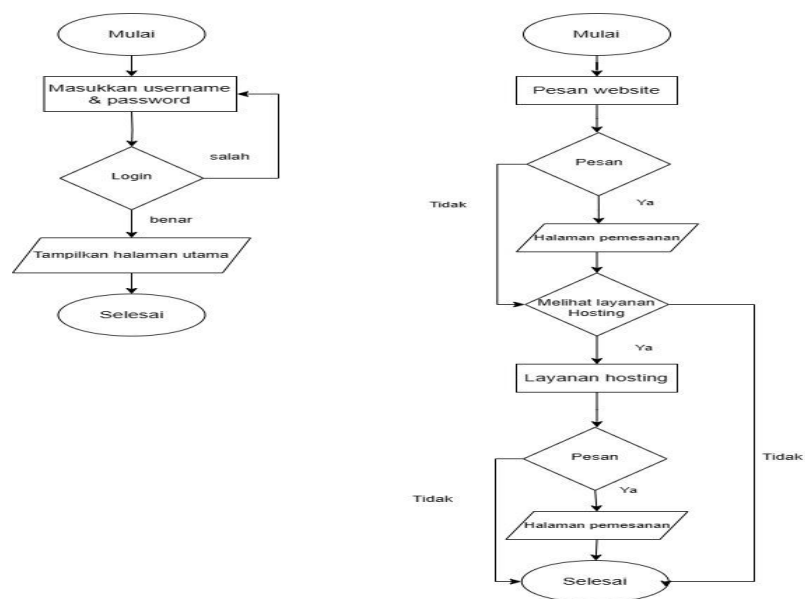 Mulai
Masukkan username
& password
salah
Login
benar
Tampilkan halaman utama
Selesai
Mulai
Pesan website
Pesan
Tidak
Ya
Halaman pemesanan
Melihat layanan
Hosting
Ya
Layanan hosting
Pesan
Tidak
Tidak
Ya
Halaman pemesanan
Selesai